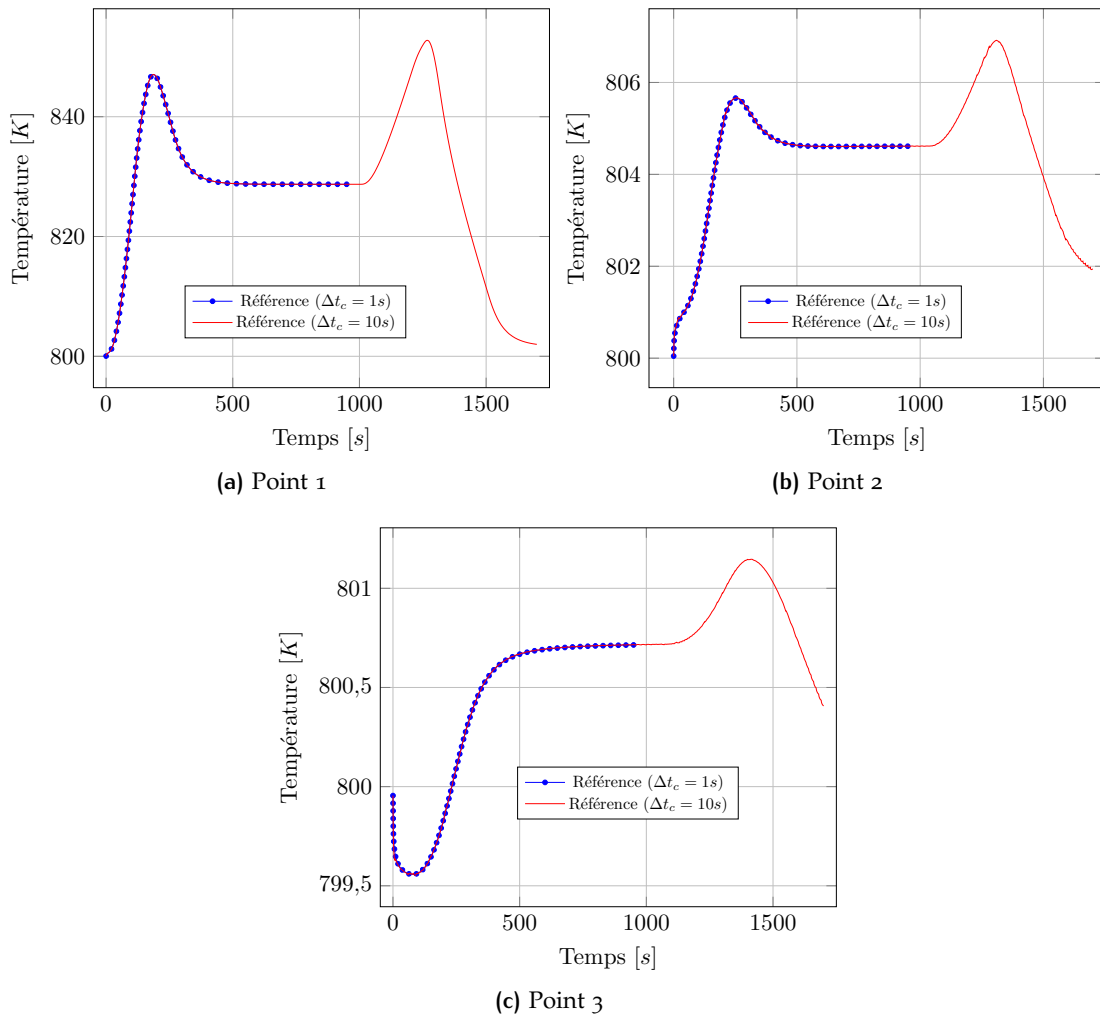 840
820
800
0
500
1000
1500
Température [K]
Temps [s]
Référence (Δt_c = 1s)
Référence (Δt_c = 10s)
(a) Point 1
806
804
802
800
0
500
1000
1500
Température [K]
Temps [s]
Référence (Δt_c = 1s)
Référence (Δt_c = 10s)
(b) Point 2
801
800,5
800
799,5
0
500
1000
1500
Température [K]
Temps [s]
Référence (Δt_c = 1s)
Référence (Δt_c = 10s)
(c) Point 3